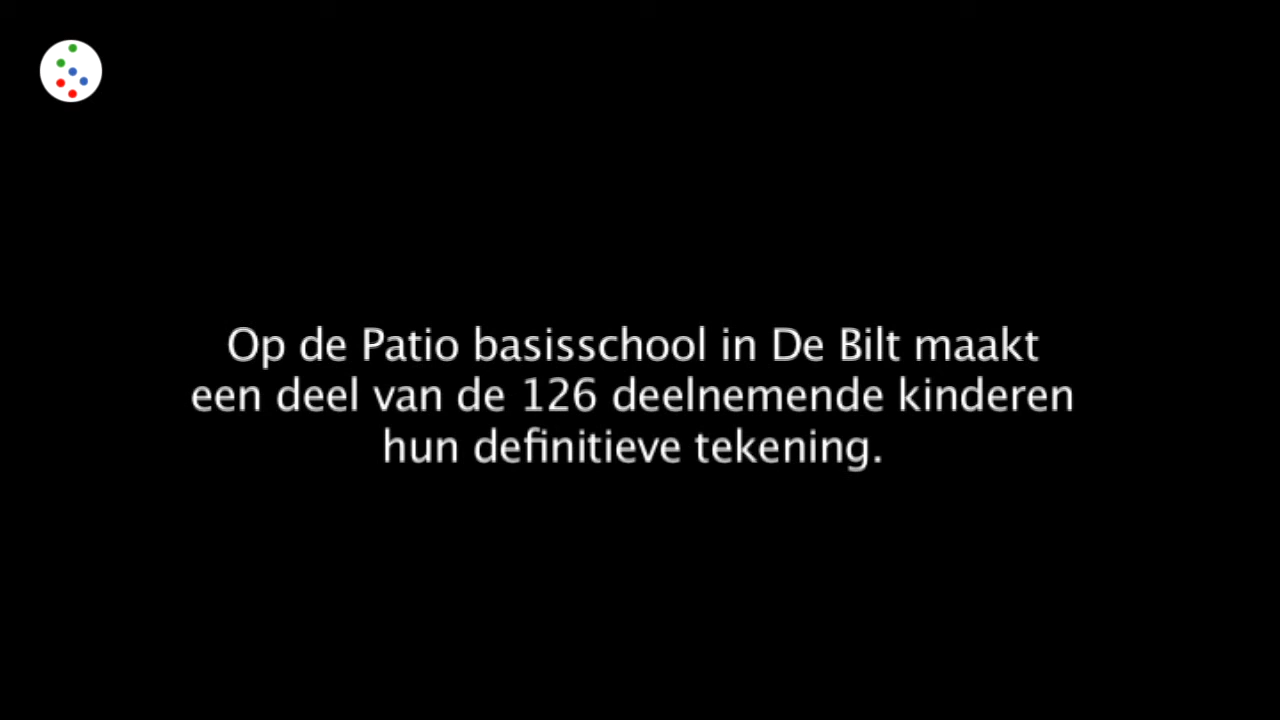 Op de Patio basisschool in De Bilt maakt
een deel van de 126 deelnemende kinderen
hun definitieve tekening.